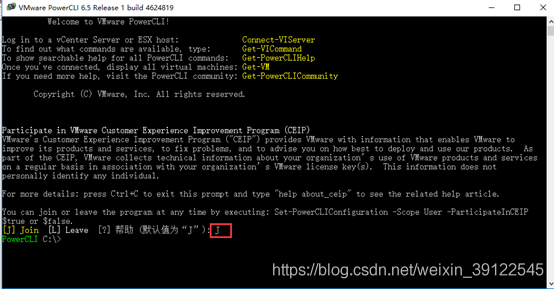 VMware PowerCLI 6.5 Release 1 build 4624819
Welcome to VMware PowerCLI!
Log in to a vCenter Server or ESX host: Connect-VIServer
To find out what commands are available, type: Get-VICommand
To show searchable help for all PowerCLI commands: Get-PowerCLIHelp
Once you've connected, display all virtual machines: Get-VM
If you need more help, visit the PowerCLI community: Get-PowerCLICommunity
Copyright (C) VMware, Inc. All rights reserved.
Participate in VMware Customer Experience Improvement Program (CEIP)
VMware's Customer Experience Improvement Program ("CEIP") provides VMware with information that enables VMware to
improve its products and services, to fix problems, and to advise you on how best to deploy and use our products. As
part of the CEIP, VMware collects technical information about your organization's use of VMware products and services
on a regular basis in association with your organization's VMware license key(s). This information does not
personally identify any individual.
For more details: press Ctrl+C to exit this prompt and type "help about_ceip" to see the related help article.
You can join or leave the program at any time by executing: Set-PowerCLIConfiguration -Scope User -ParticipateInCEIP
$true or $false.
[J] Join [L] Leave [?] 帮助 (默认值为“J”): J
PowerCLI C:\>
https://blog.csdn.net/weixin_39122545